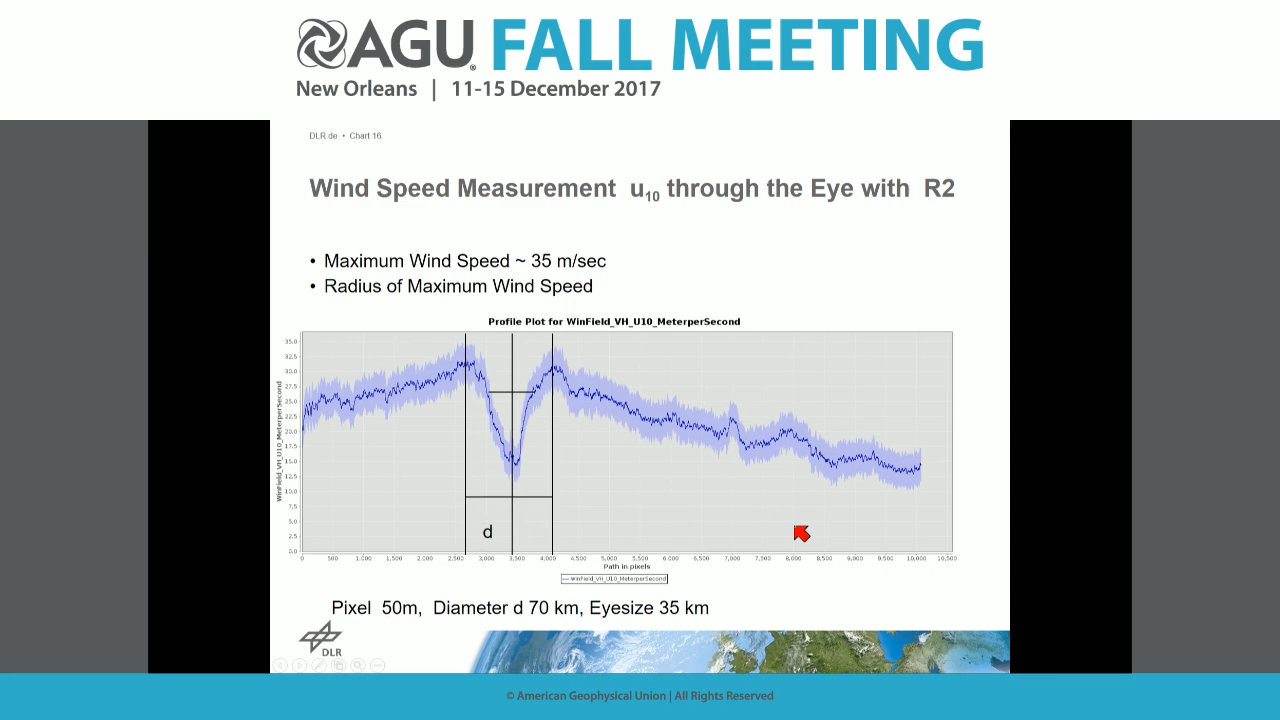 AGU FALL MEETING
New Orleans | 11-15 December 2017
DLR.de • Chart 16
Wind Speed Measurement u10 through the Eye with R2
• Maximum Wind Speed ~ 35 m/sec
• Radius of Maximum Wind Speed
Profile Plot for WinField_VH_U10_MeterperSecond
WinField_VH_U10_MeterperSecond
35.0
32.5
30.0
27.5
25.0
22.5
20.0
17.5
15.0
12.5
10.0
7.5
5.0
2.5
0.0
d
0 500 1,000 1,500 2,000 2,500 3,000 3,500 4,000 4,500 5,000 5,500 6,000 6,500 7,000 7,500 8,000 8,500 9,000 9,500 10,000 10,500
Path in pixels
WinField_VH_U10_MeterperSecond
Pixel 50m, Diameter d 70 km, Eyesize 35 km
DLR
© American Geophysical Union | All Rights Reserved